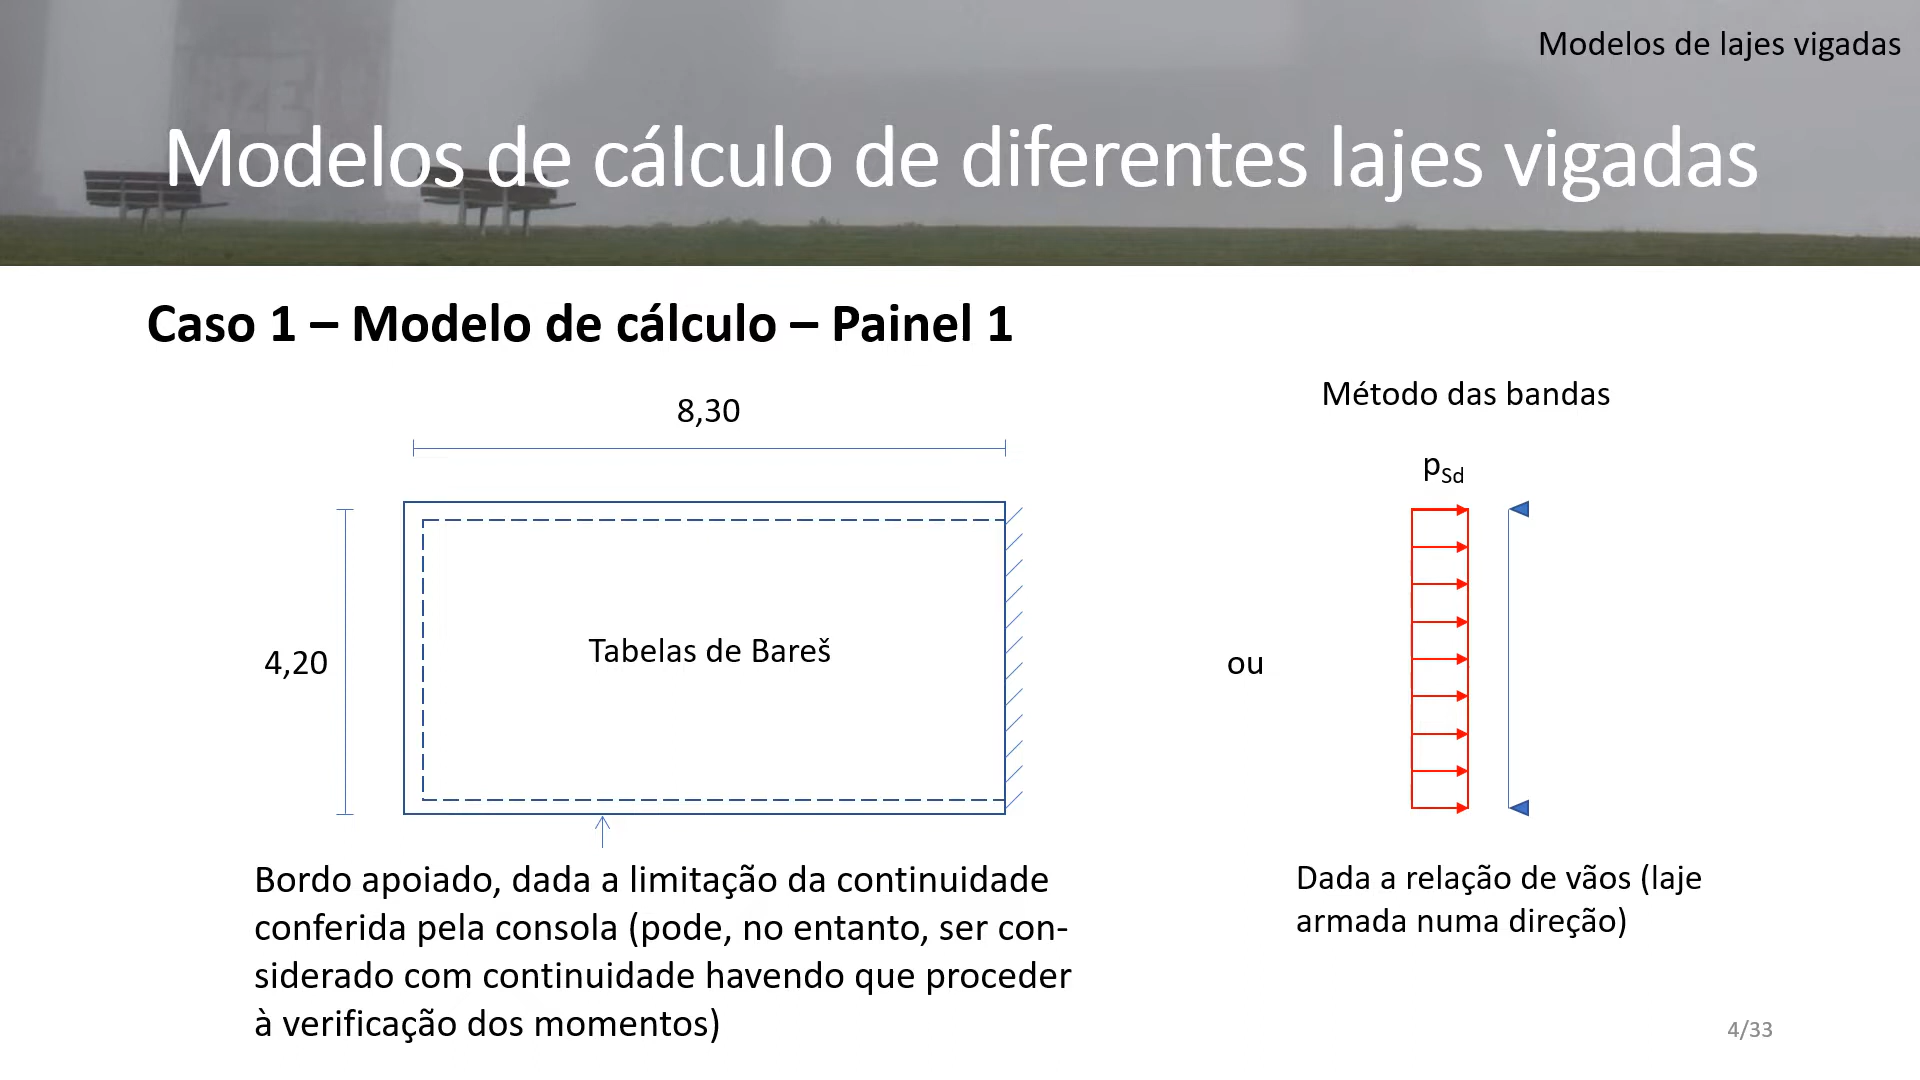 Modelos de lajes vigadas
Modelos de cálculo de diferentes lajes vigadas
Caso 1 – Modelo de cálculo – Painel 1
8,30
Método das bandas
pSd
4,20
Tabelas de Bareš
ou
Bordo apoiado, dada a limitação da continuidade
conferida pela consola (pode, no entanto, ser con-
siderado com continuidade havendo que proceder
à verificação dos momentos)
Dada a relação de vãos (laje
armada numa direção)
4/33